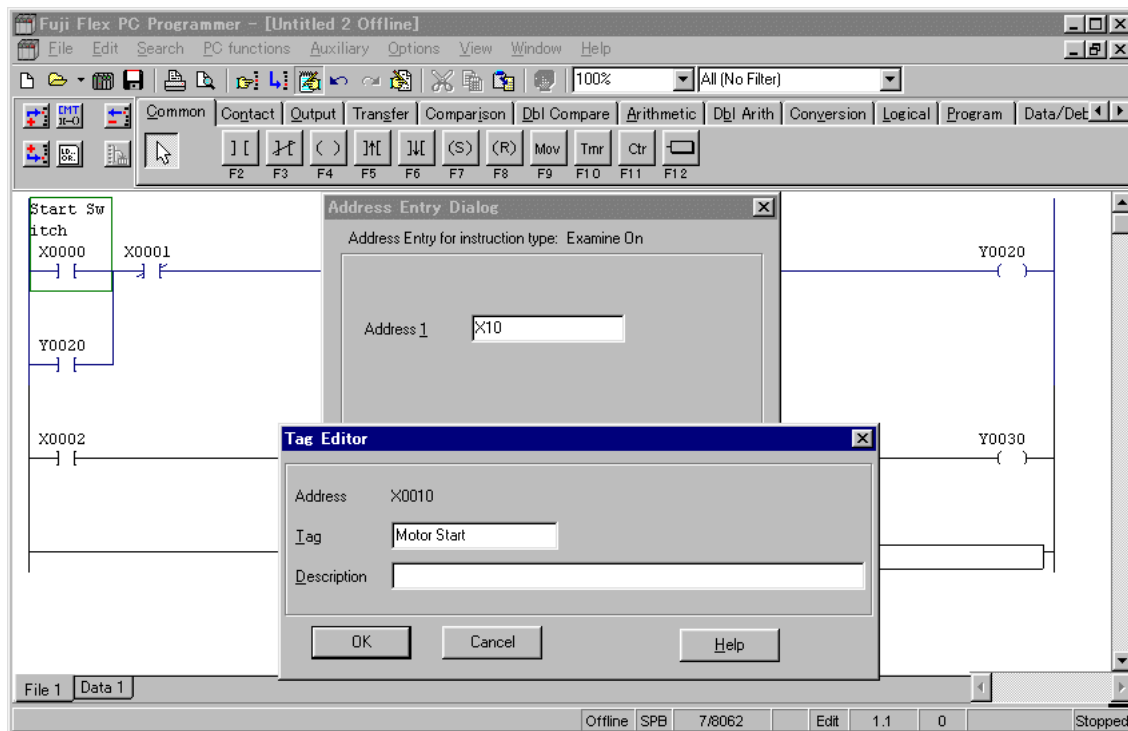 Fuji Flex PC Programmer - [Untitled 2 Offline]
File Edit Search PC functions Auxiliary Options View Window Help
100% All (No Filter)
Common Contact Output Transfer Comparison Dbl Compare Arithmetic Dbl Arith Conversion Logical Program Data/Det
CMT
LD.
OR.
(S) (R) Mov Tmr Ctr
F2 F3 F4 F5 F6 F7 F8 F9 F10 F11 F12
Start Sw
itch
X0000 X0001
Y0020
Y0020
X0002
Y0030
Address Entry Dialog
Address Entry for instruction type: Examine On
Address 1 X10
Tag Editor
Address X0010
Tag Motor Start
Description
OK Cancel Help
File 1 Data 1
Offline SPB 7/8062 Edit 1.1 0 Stopped